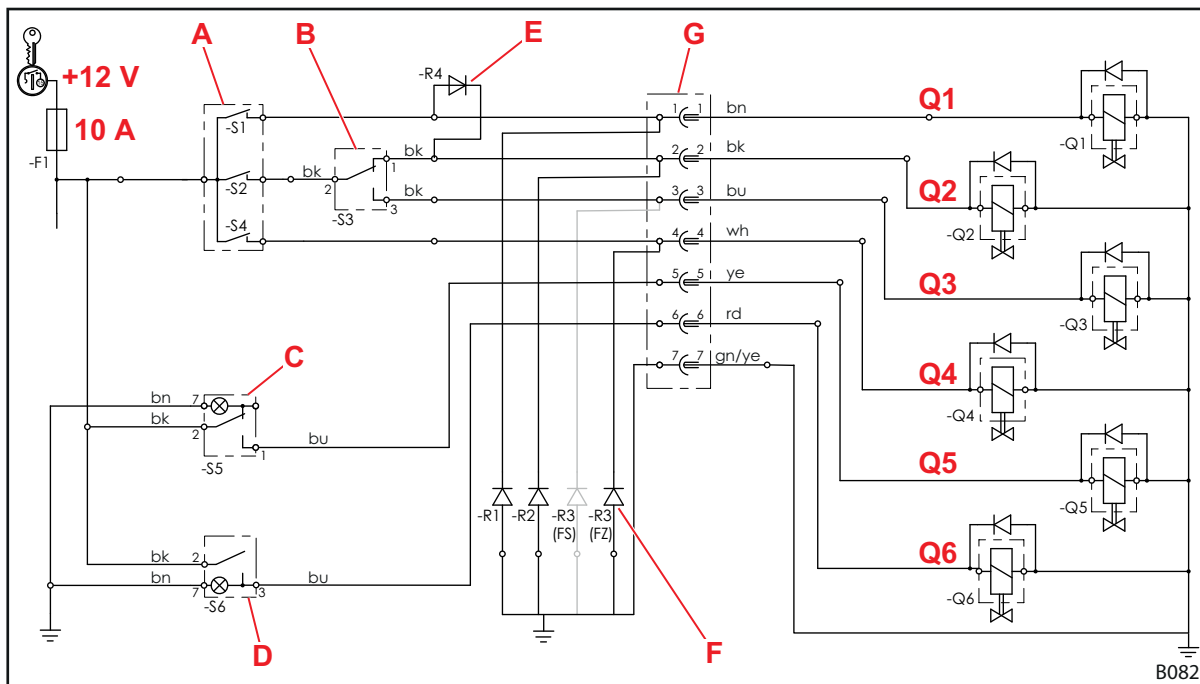 A
B
E
G
+12 V
10 A
-F1
-S1
-S2
-S4
bk
2
bk
1
bk
3
-S3
-R4
1 1
bn
2 2
bk
3 3
bu
4 4
wh
5 5
ye
6 6
rd
7 7
gn/ye
Q1
-Q1
Q2
-Q2
Q3
-Q3
Q4
-Q4
Q5
-Q5
Q6
-Q6
C
bn
7
bk
2
1
bu
-S5
bk
2
bn
7
3
bu
-S6
D
-R1
-R2
-R3
(FS)
-R3
(FZ)
F
B082